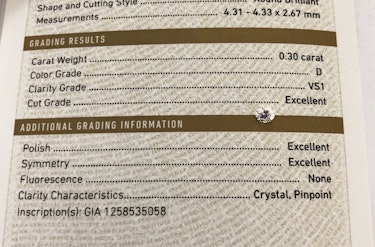 Shape and Cutting Style .......... Round Brilliant
Measurements .......... 4.31 - 4.33 x 2.67 mm
GRADING RESULTS
Carat Weight .......... 0.30 carat
Color Grade .......... D
Clarity Grade .......... VS1
Cut Grade .......... Excellent
ADDITIONAL GRADING INFORMATION
Polish .......... Excellent
Symmetry .......... Excellent
Fluorescence .......... None
Clarity Characteristics .......... Crystal, Pinpoint
Inscription(s): GIA 1258535058